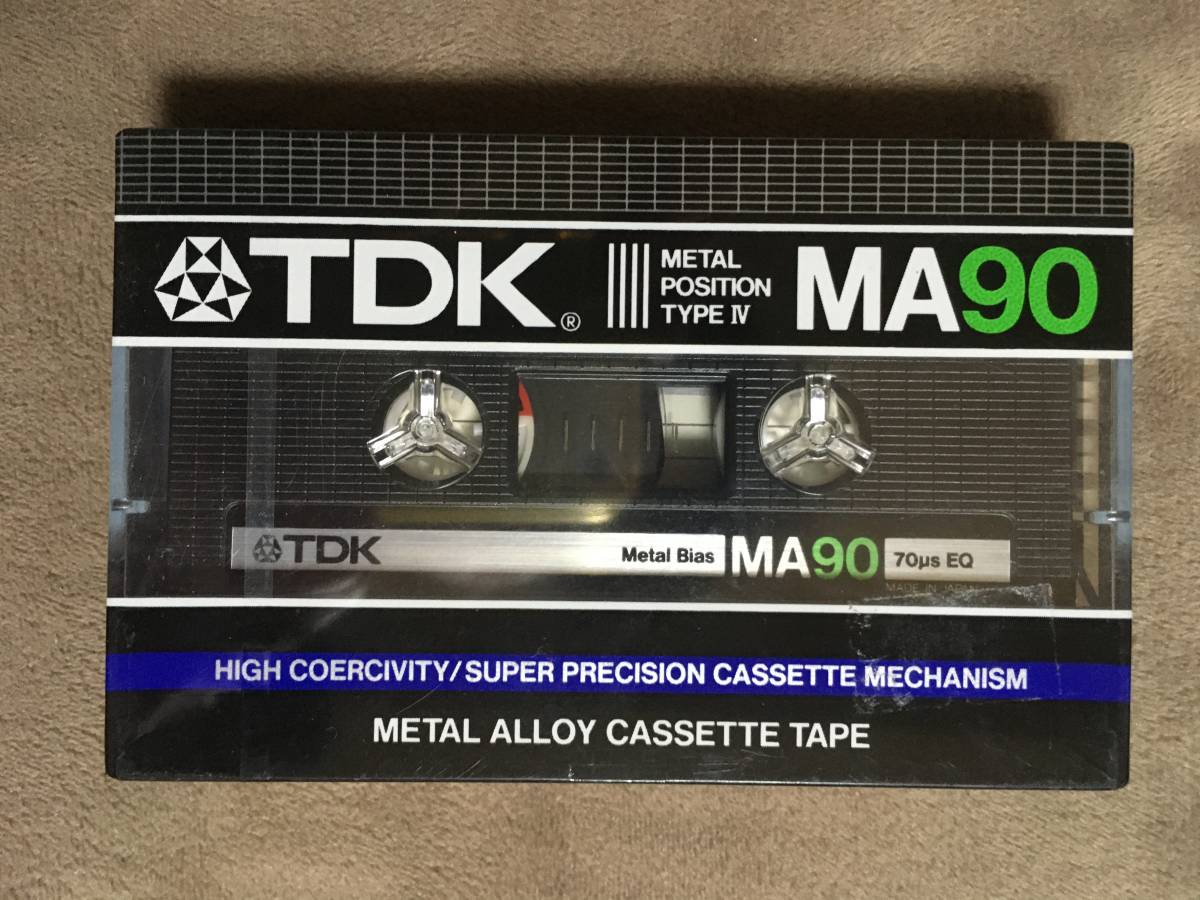 TDK®
METAL
POSITION
TYPE IV
MA90
TDK
Metal Bias
MA90
70µs EQ
MADE IN JAPAN
HIGH COERCIVITY/SUPER PRECISION CASSETTE MECHANISM
METAL ALLOY CASSETTE TAPE